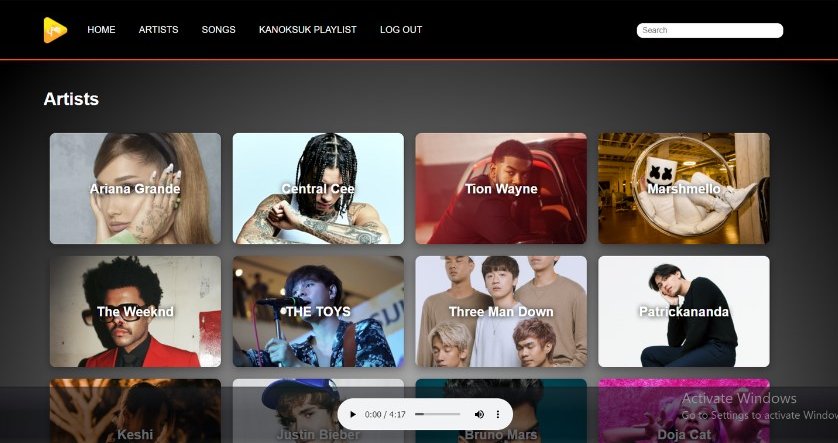 HOME ARTISTS SONGS KANOKSUK PLAYLIST LOG OUT Search
Artists
Ariana Grande Central Cee Tion Wayne Marshmello
The Weeknd THE TOYS Three Man Down Patrickananda
Keshi Justin Bieber Bruno Mars Doja Cat
0:00 / 4:17
Activate Windows
Go to Settings to activate Windo